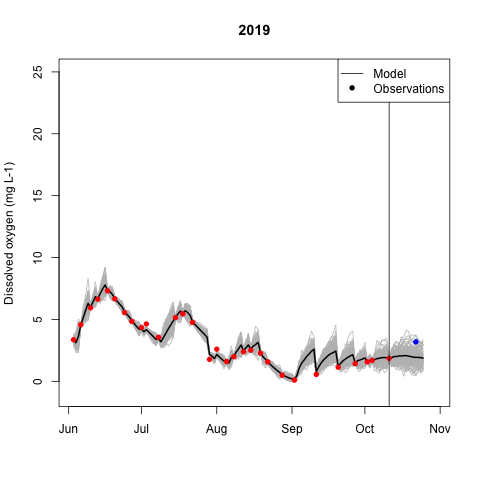 2019
Model
Observations
Dissolved oxygen (mg L-1)
25
20
15
10
5
0
Jun Jul Aug Sep Oct Nov